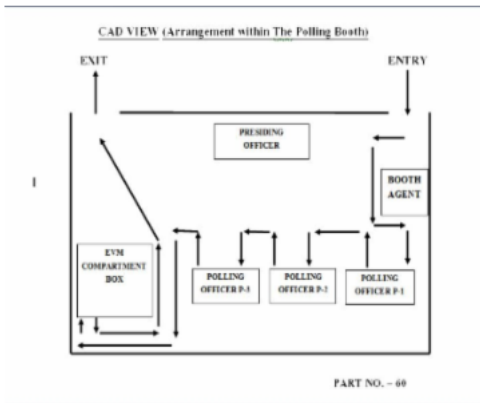 CAD VIEW (Arrangement within The Polling Booth)
EXIT
ENTRY
PRESIDING
OFFICER
BOOTH
AGENT
EVM
COMPARTMENT
BOX
POLLING
OFFICER P-3
POLLING
OFFICER P-2
POLLING
OFFICER P-1
PART NO. – 60